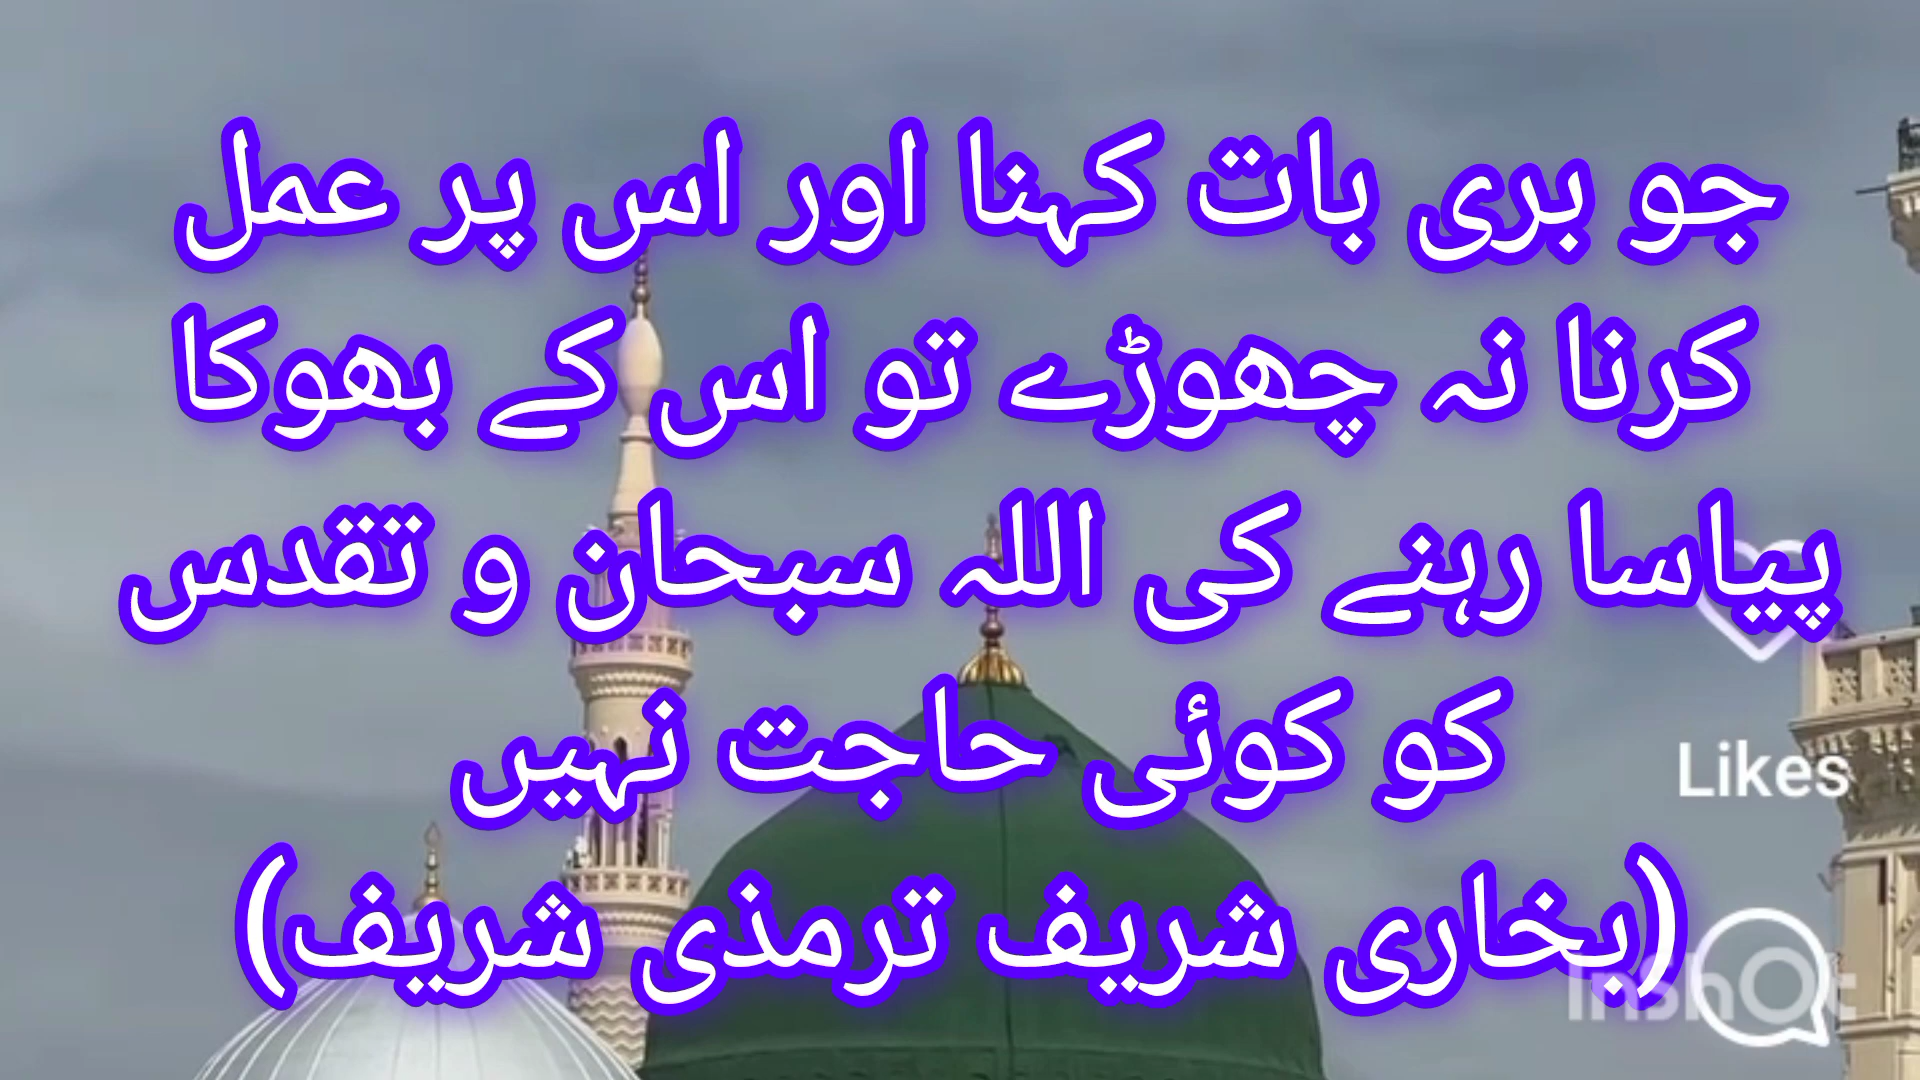 جو بری بات کہنا اور اس پر عمل
کرنا نہ چھوڑے تو اس کے بھوکا
پیاسا رہنے کی اللہ سبحان و تقدس
کو کوئی حاجت نہیں
(بخاری شریف ترمذی شریف)
Likes
InShOt